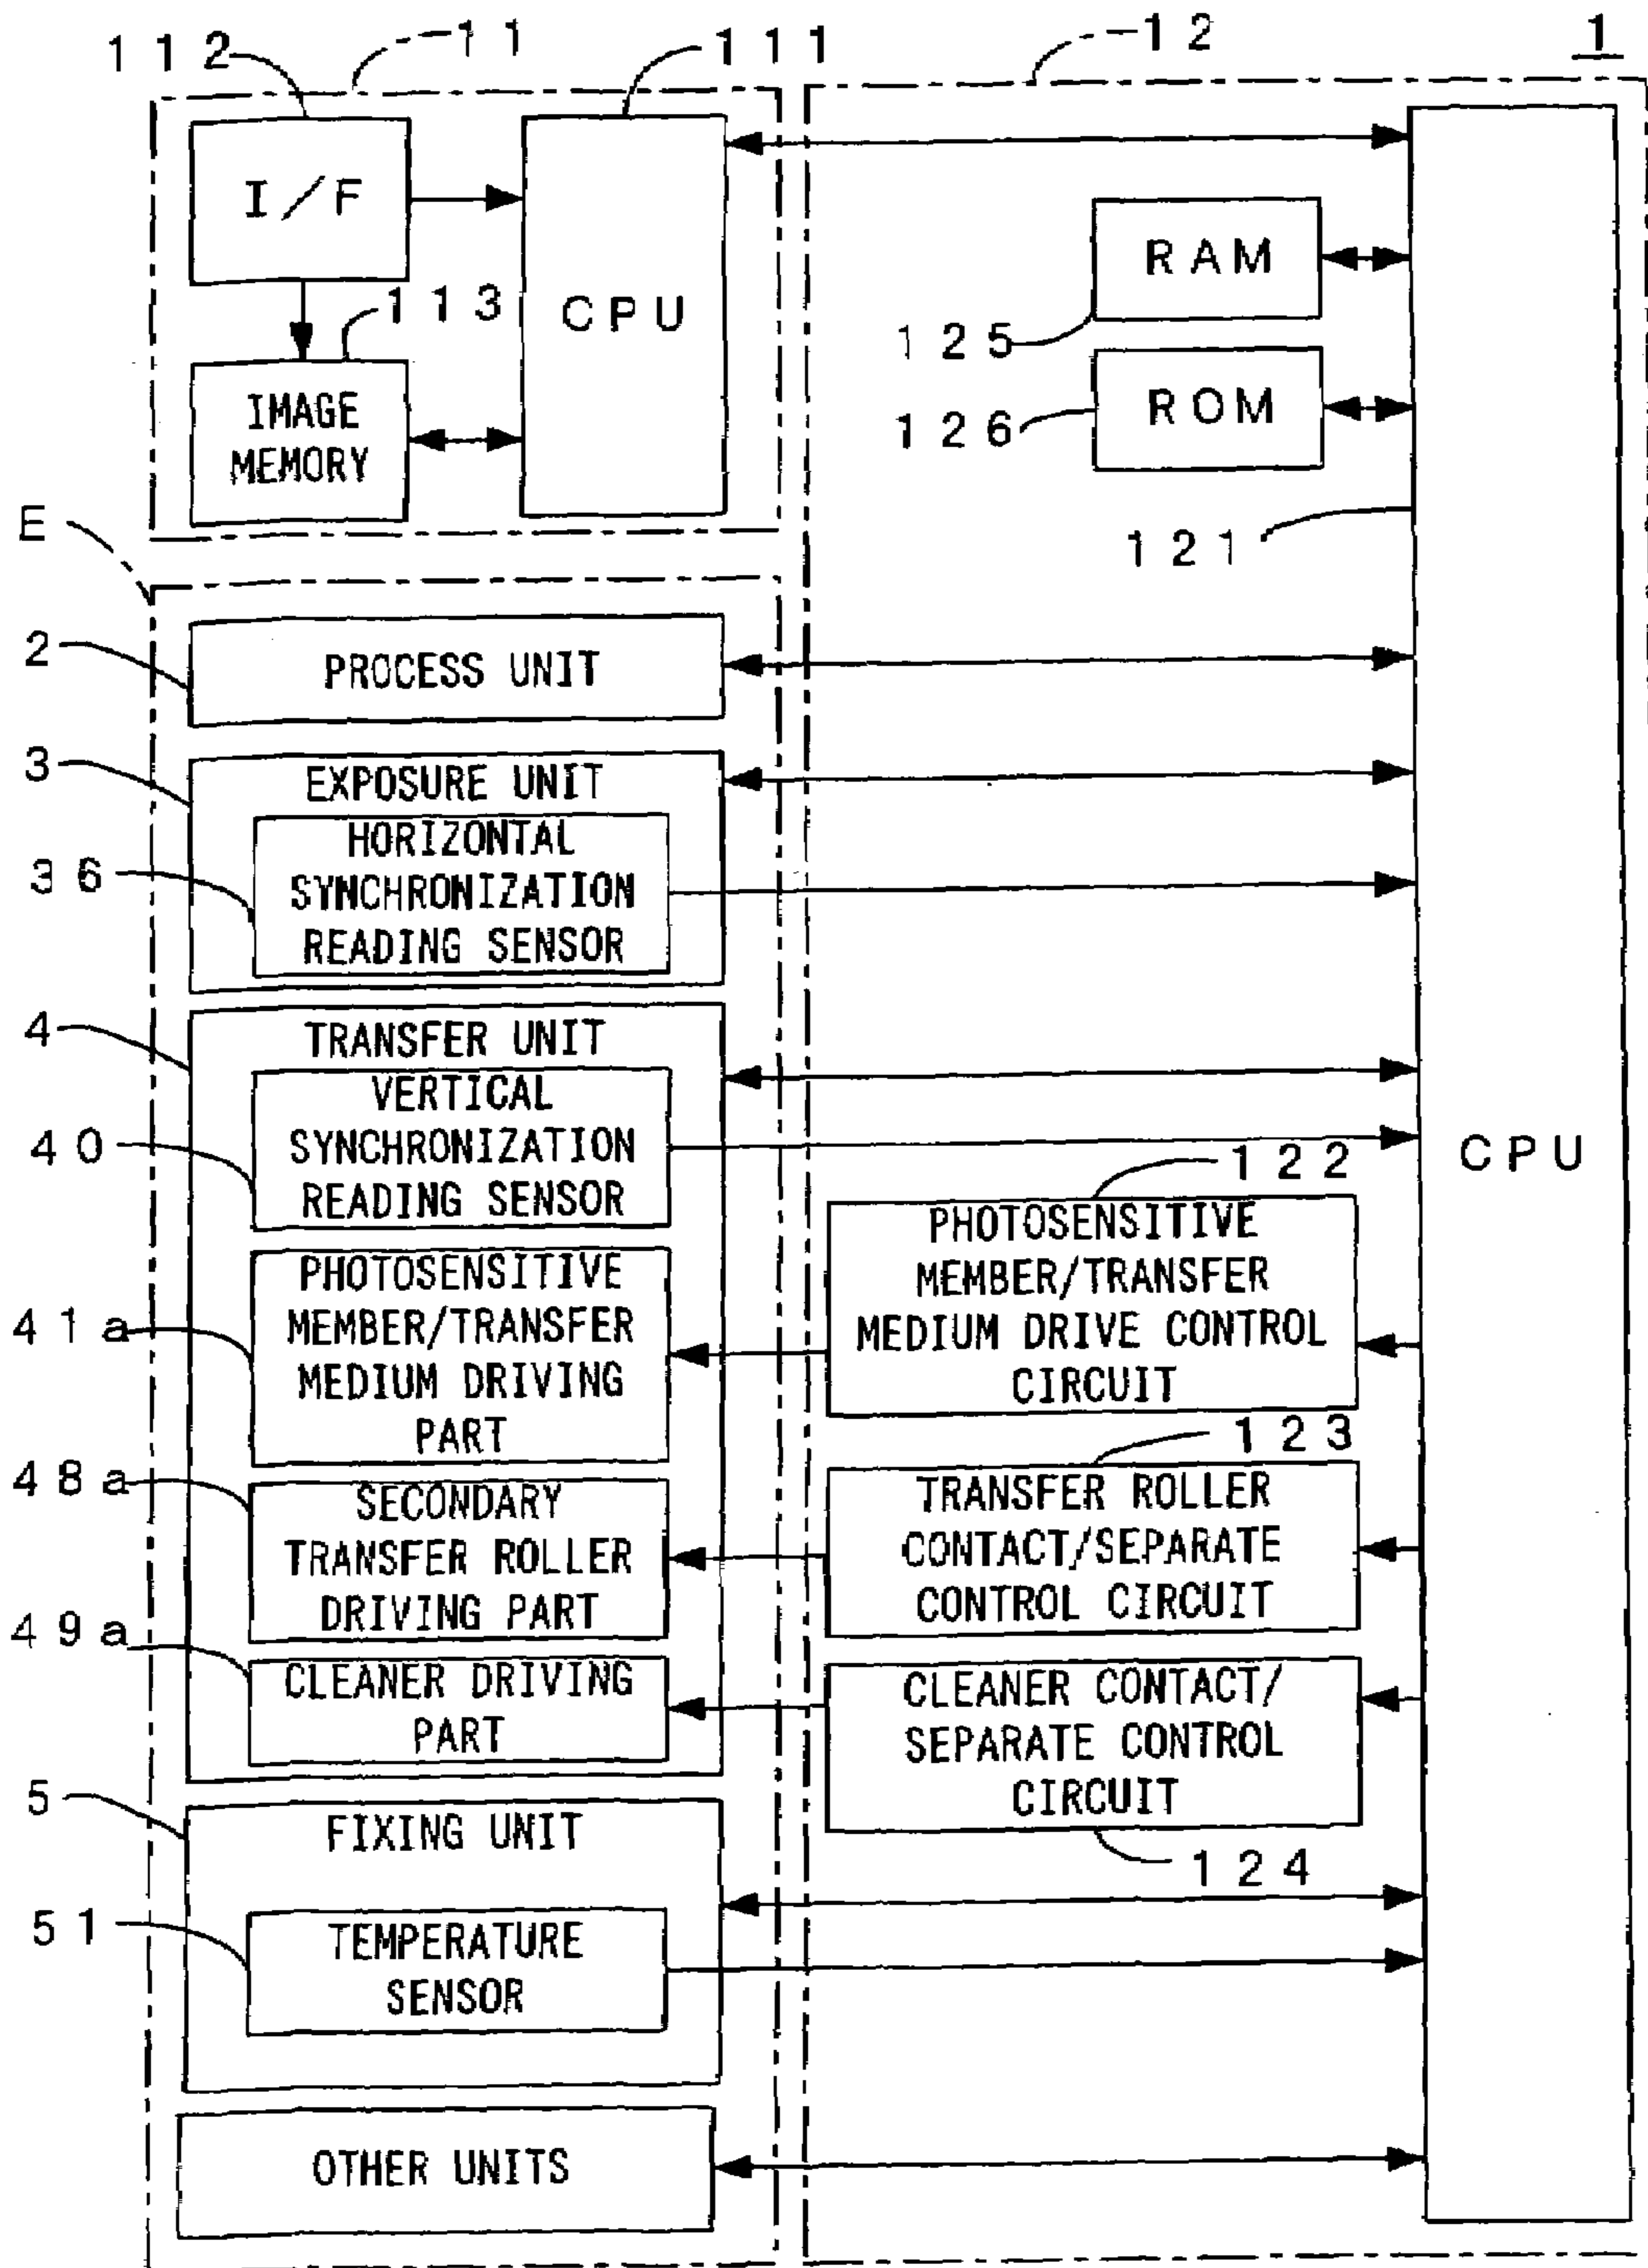 112
11
111
12
1
I/F
CPU
113
IMAGE
MEMORY
RAM
125
ROM
126
121
E
2
PROCESS UNIT
3
EXPOSURE UNIT
36
HORIZONTAL
SYNCHRONIZATION
READING SENSOR
4
TRANSFER UNIT
40
VERTICAL
SYNCHRONIZATION
READING SENSOR
CPU
41a
PHOTOSENSITIVE
MEMBER/TRANSFER
MEDIUM DRIVING
PART
122
PHOTOSENSITIVE
MEMBER/TRANSFER
MEDIUM DRIVE CONTROL
CIRCUIT
48a
SECONDARY
TRANSFER ROLLER
DRIVING PART
123
TRANSFER ROLLER
CONTACT/SEPARATE
CONTROL CIRCUIT
49a
CLEANER DRIVING
PART
CLEANER CONTACT/
SEPARATE CONTROL
CIRCUIT
124
5
FIXING UNIT
51
TEMPERATURE
SENSOR
OTHER UNITS